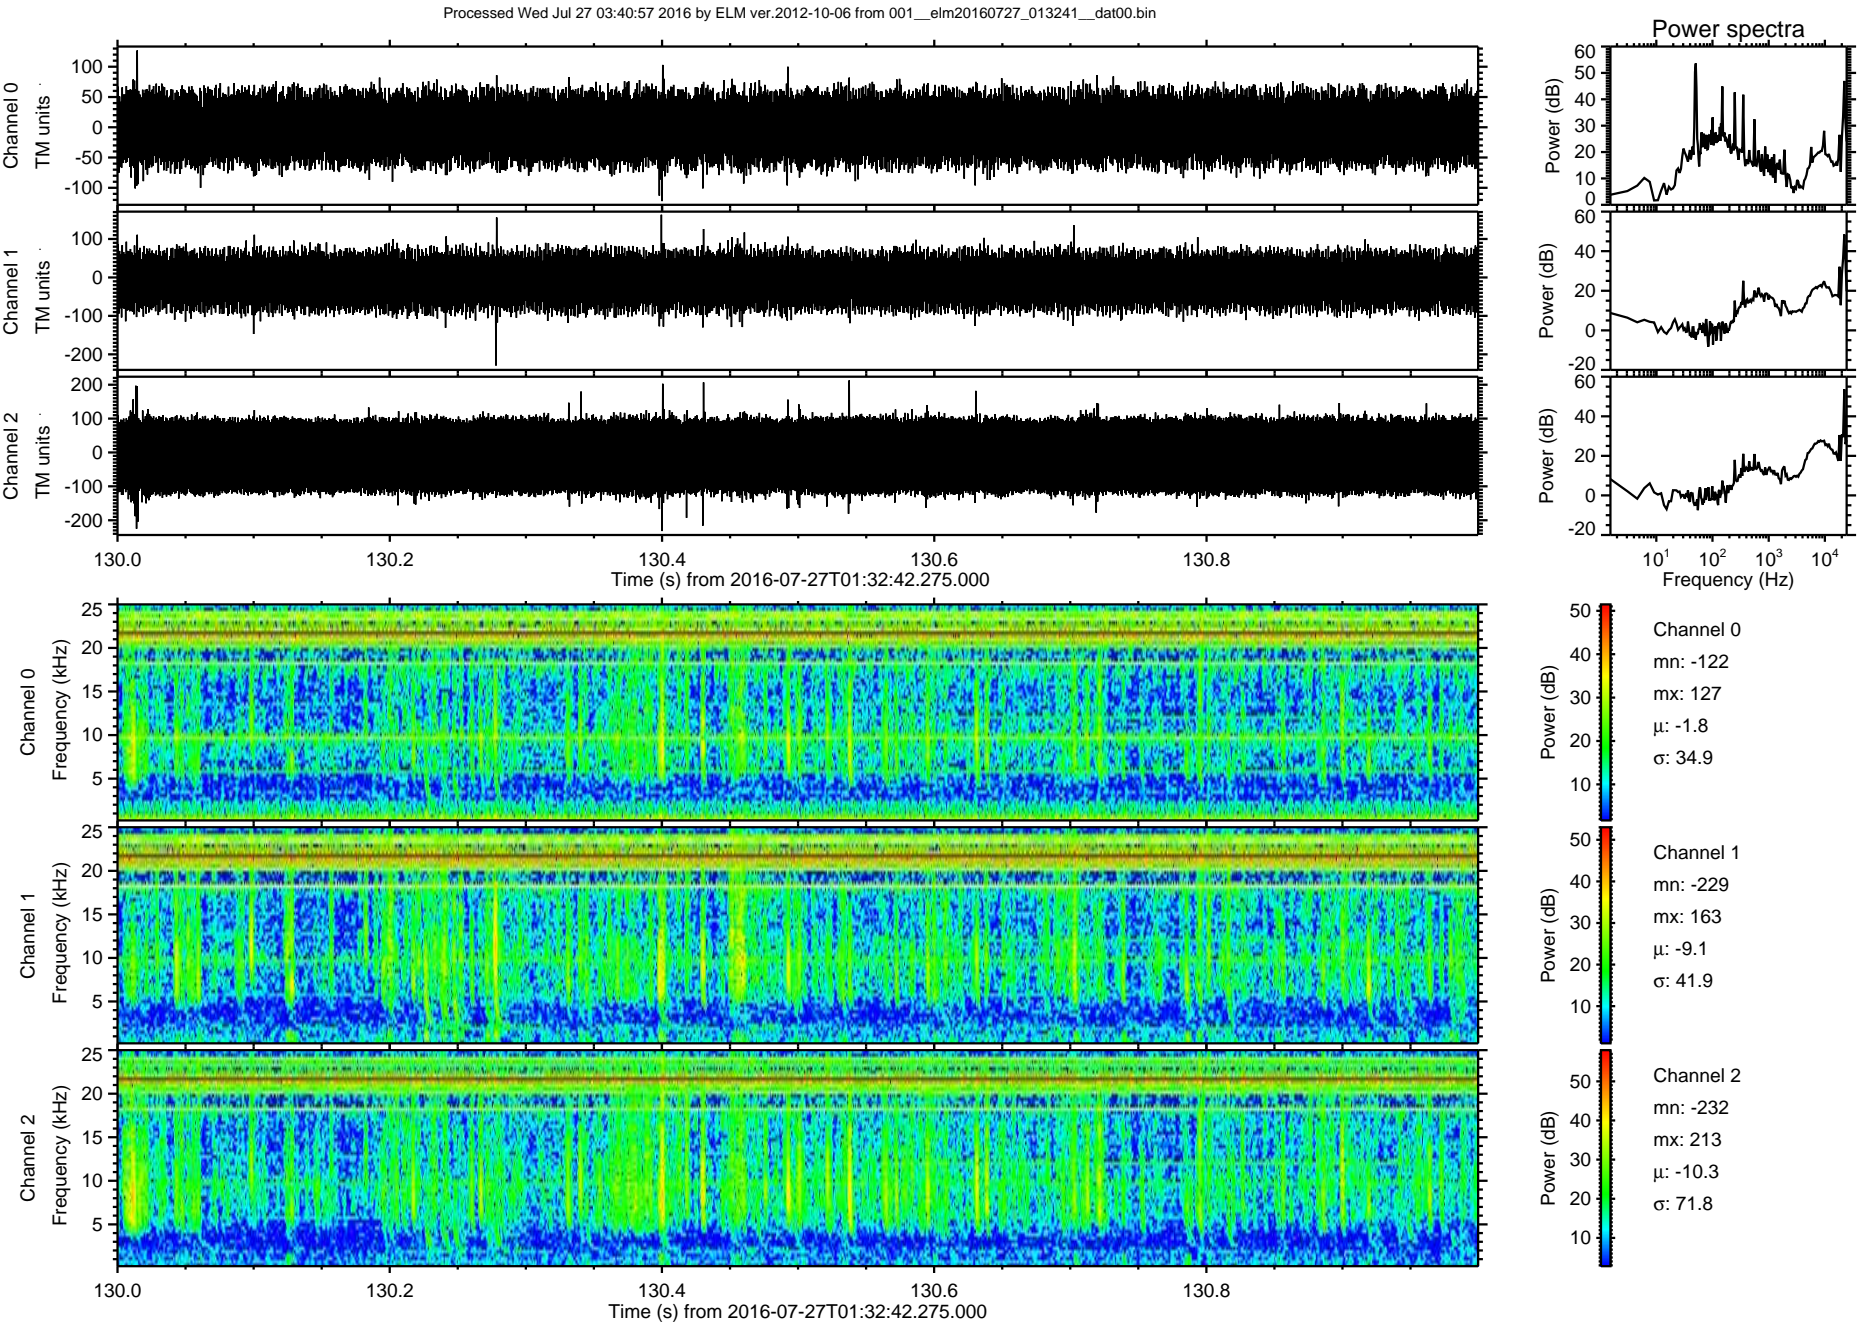 Processed Wed Jul 27 03:40:57 2016 by ELM ver.2012-10-06 from 001__elm20160727_013241__dat00.bin
Power spectra
Channel 0
TM units
100
50
0
-50
-100
Power (dB)
60
50
40
30
20
10
0
Channel 1
TM units
100
0
-100
-200
Power (dB)
60
40
20
0
-20
Channel 2
TM units
200
100
0
-100
-200
Power (dB)
60
40
20
0
-20
130.0 130.2 130.4 130.6 130.8
Time (s) from 2016-07-27T01:32:42.275.000
10^1 10^2 10^3 10^4
Frequency (Hz)
Channel 0
Frequency (kHz)
25
20
15
10
5
Power (dB)
50
40
30
20
10
Channel 0
mn: -122
mx: 127
μ: -1.8
σ: 34.9
Channel 1
Frequency (kHz)
25
20
15
10
5
Power (dB)
50
40
30
20
10
Channel 1
mn: -229
mx: 163
μ: -9.1
σ: 41.9
Channel 2
Frequency (kHz)
25
20
15
10
5
Power (dB)
50
40
30
20
10
Channel 2
mn: -232
mx: 213
μ: -10.3
σ: 71.8
130.0 130.2 130.4 130.6 130.8
Time (s) from 2016-07-27T01:32:42.275.000